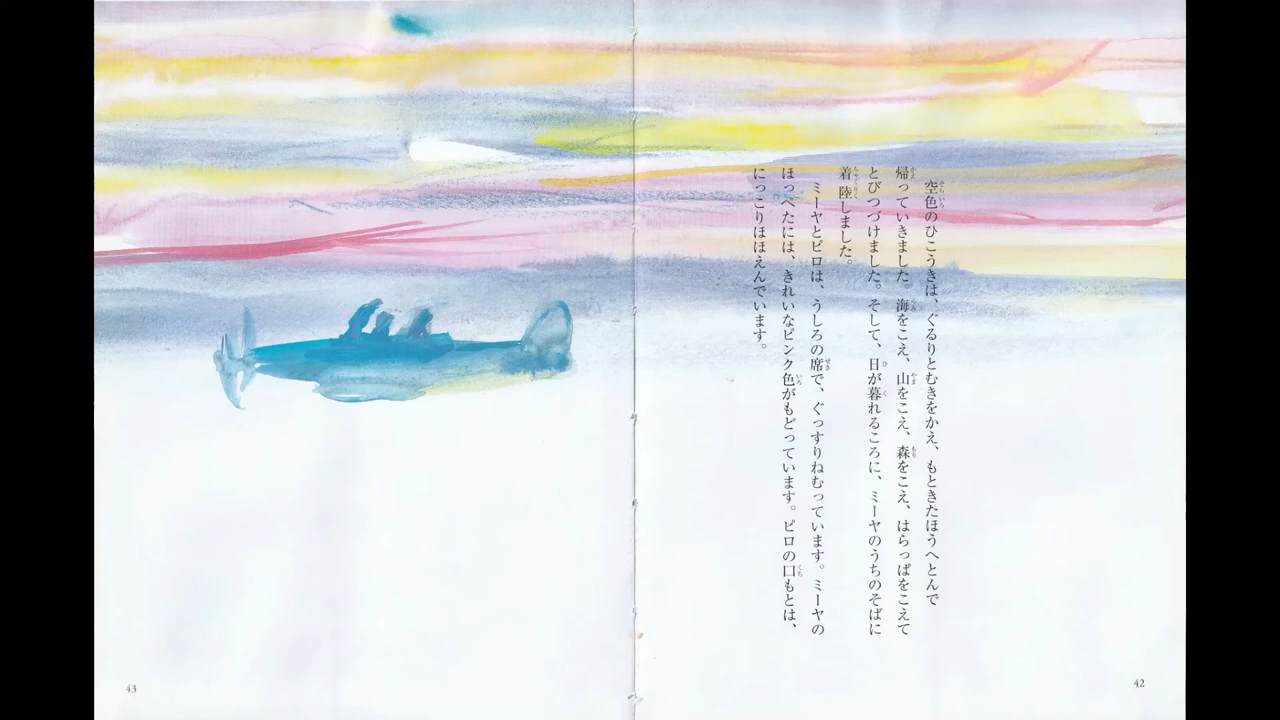 空色のひこうきは、ぐるりとむきをかえ、もときたほうへとんで
帰っていきました。海をこえ、山をこえ、森をこえ、はらっぱをこえて
とびつづけました。そして、日が暮れるころに、ミーヤのうちのそばに
着陸しました。
ミーヤとピロは、うしろの席で、ぐっすりねむっています。ミーヤの
ほっぺたには、きれいなピンク色がもどっています。ピロの口もとは、
にっこりほほえんでいます。
42
43